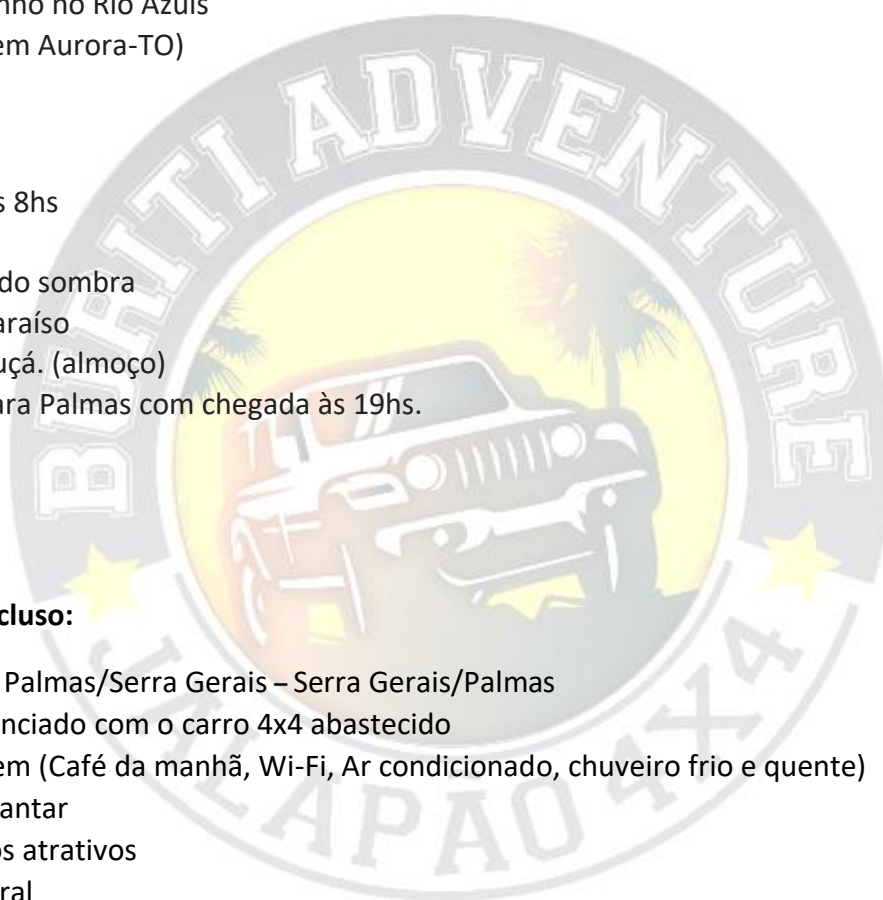 nho no Rio Azuis
em Aurora-TO)
s 8hs
do sombra
araíso
uçá. (almoço)
ara Palmas com chegada às 19hs.
BURITI ADVENTURE
cluso:
Palmas/Serra Gerais – Serra Gerais/Palmas
nciado com o carro 4x4 abastecido
em (Café da manhã, Wi-Fi, Ar condicionado, chuveiro frio e quente)
antar
os atrativos
ral
JALAPÃO 4X4